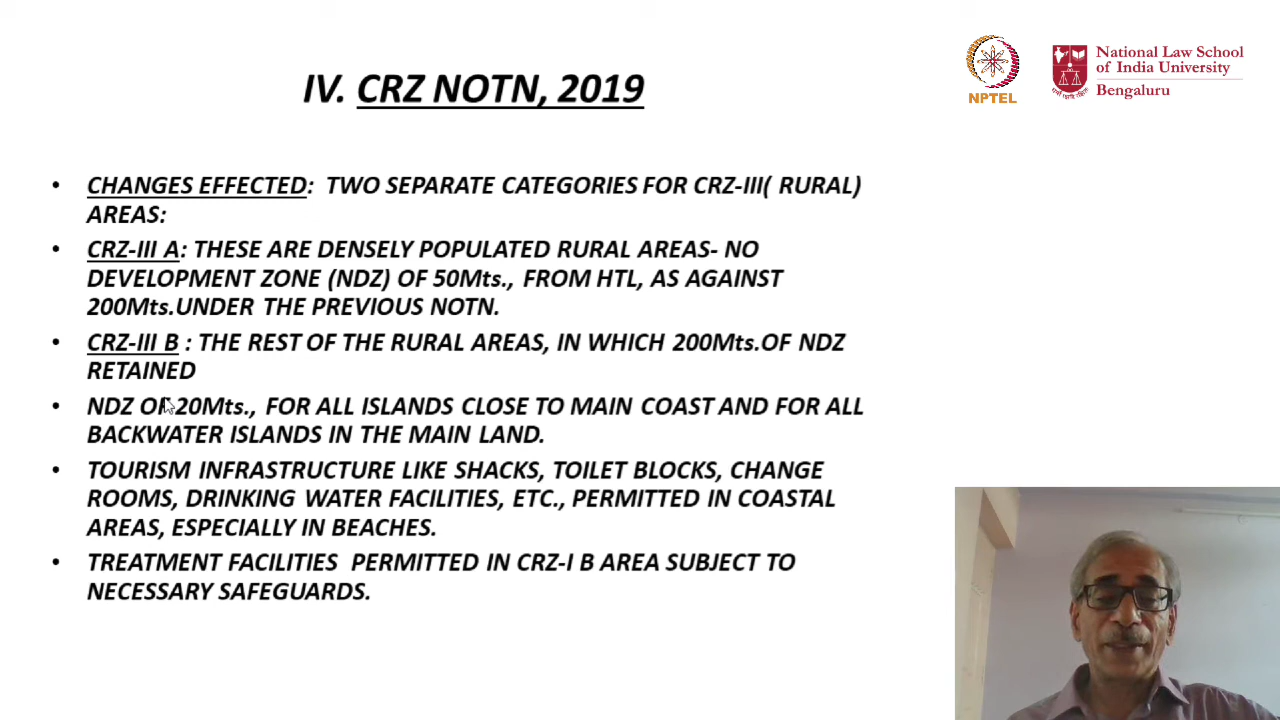 IV. CRZ NOTN, 2019
NPTEL
National Law School
of India University
Bengaluru
• CHANGES EFFECTED: TWO SEPARATE CATEGORIES FOR CRZ-III( RURAL)
AREAS:
• CRZ-III A: THESE ARE DENSELY POPULATED RURAL AREAS- NO
DEVELOPMENT ZONE (NDZ) OF 50Mts., FROM HTL, AS AGAINST
200Mts.UNDER THE PREVIOUS NOTN.
• CRZ-III B : THE REST OF THE RURAL AREAS, IN WHICH 200Mts.OF NDZ
RETAINED
• NDZ OF 20Mts., FOR ALL ISLANDS CLOSE TO MAIN COAST AND FOR ALL
BACKWATER ISLANDS IN THE MAIN LAND.
• TOURISM INFRASTRUCTURE LIKE SHACKS, TOILET BLOCKS, CHANGE
ROOMS, DRINKING WATER FACILITIES, ETC., PERMITTED IN COASTAL
AREAS, ESPECIALLY IN BEACHES.
• TREATMENT FACILITIES PERMITTED IN CRZ-I B AREA SUBJECT TO
NECESSARY SAFEGUARDS.